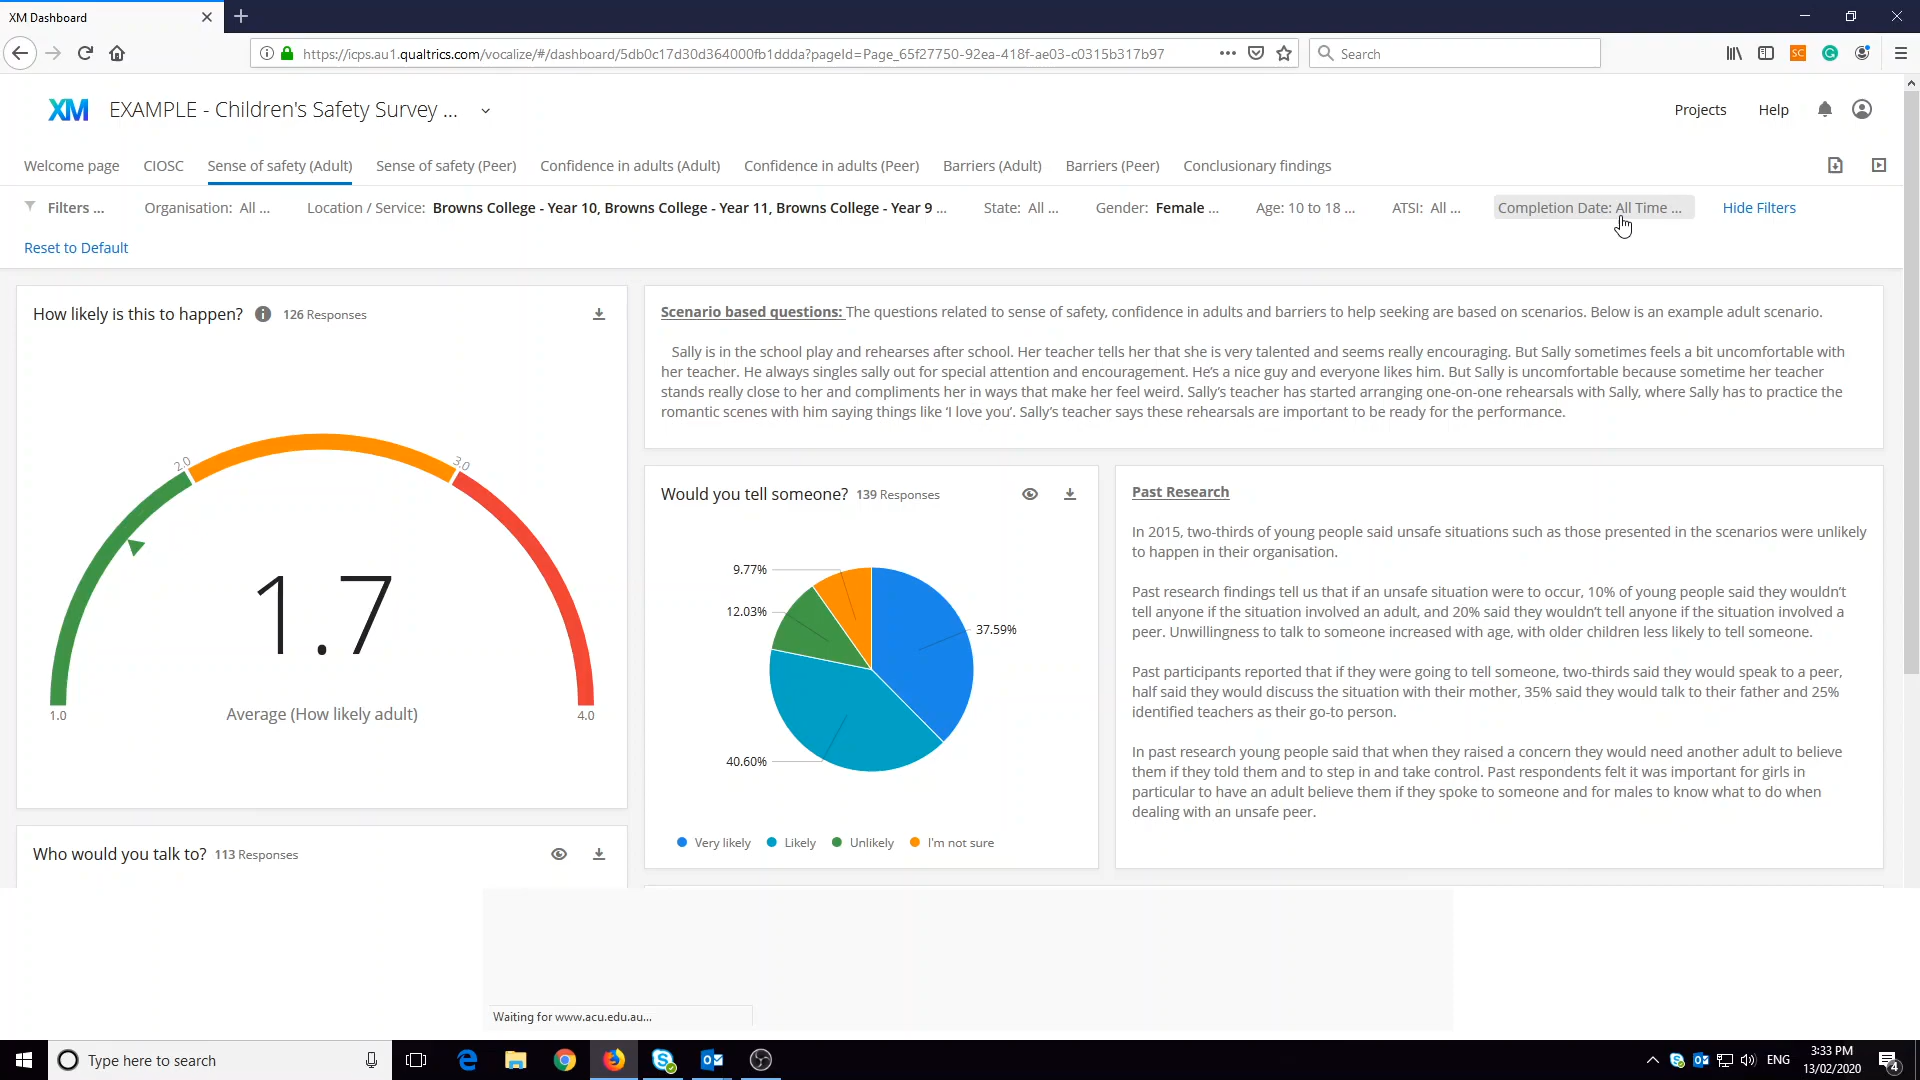 XM Dashboard
https://icps.au1.qualtrics.com/vocalize/#/dashboard/5db0c17d30d364000fb1ddda?pageId=Page_65f27750-92ea-418f-ae03-c0315b317b97
Search
XM EXAMPLE - Children's Safety Survey ...
Projects Help
Welcome page CIOSC Sense of safety (Adult) Sense of safety (Peer) Confidence in adults (Adult) Confidence in adults (Peer) Barriers (Adult) Barriers (Peer) Conclusionary findings
Filters ... Organisation: All ... Location / Service: Browns College - Year 10, Browns College - Year 11, Browns College - Year 9 ... State: All ... Gender: Female ... Age: 10 to 18 ... ATSI: All ... Completion Date: All Time ... Hide Filters
Reset to Default
How likely is this to happen? 126 Responses
2.0
3.0
1.7
1.0
4.0
Average (How likely adult)
Scenario based questions: The questions related to sense of safety, confidence in adults and barriers to help seeking are based on scenarios. Below is an example adult scenario.
Sally is in the school play and rehearses after school. Her teacher tells her that she is very talented and seems really encouraging. But Sally sometimes feels a bit uncomfortable with
her teacher. He always singles sally out for special attention and encouragement. He's a nice guy and everyone likes him. But Sally is uncomfortable because sometime her teacher
stands really close to her and compliments her in ways that make her feel weird. Sally's teacher has started arranging one-on-one rehearsals with Sally, where Sally has to practice the
romantic scenes with him saying things like 'I love you'. Sally's teacher says these rehearsals are important to be ready for the performance.
Would you tell someone? 139 Responses
9.77%
12.03%
37.59%
40.60%
Very likely Likely Unlikely I'm not sure
Past Research
In 2015, two-thirds of young people said unsafe situations such as those presented in the scenarios were unlikely
to happen in their organisation.
Past research findings tell us that if an unsafe situation were to occur, 10% of young people said they wouldn't
tell anyone if the situation involved an adult, and 20% said they wouldn't tell anyone if the situation involved a
peer. Unwillingness to talk to someone increased with age, with older children less likely to tell someone.
Past participants reported that if they were going to tell someone, two-thirds said they would speak to a peer,
half said they would discuss the situation with their mother, 35% said they would talk to their father and 25%
identified teachers as their go-to person.
In past research young people said that when they raised a concern they would need another adult to believe
them if they told them and to step in and take control. Past respondents felt it was important for girls in
particular to have an adult believe them if they spoke to someone and for males to know what to do when
dealing with an unsafe peer.
Who would you talk to? 113 Responses
Waiting for www.acu.edu.au...
Type here to search
ENG
3:33 PM
13/02/2020
4